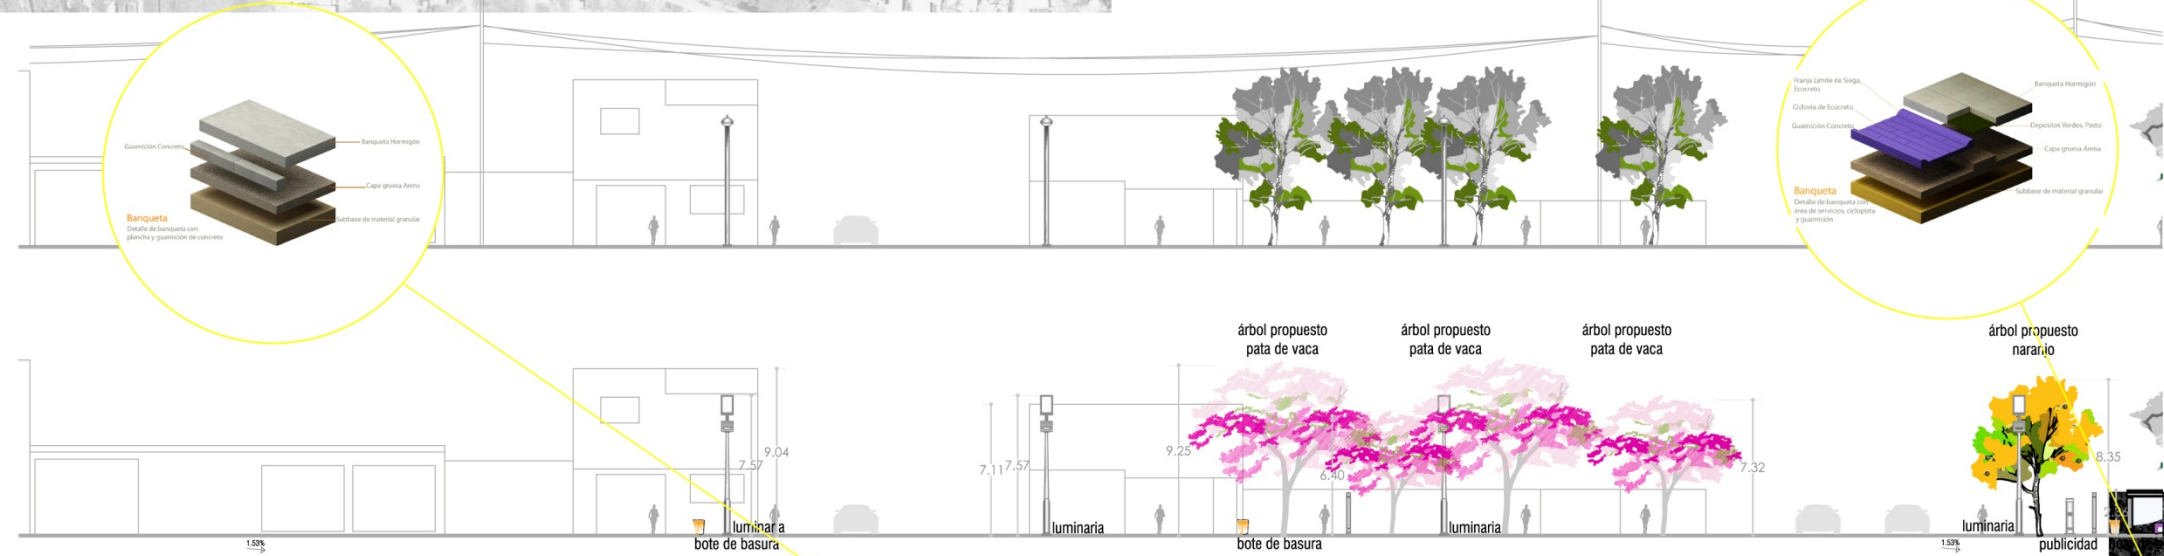 Guarnición Concreto
Banqueta Hormigón
Capa gruesa Arena
Subbase de material granular
Banqueta
Detalle de banqueta con
plancha y guarnición de concreto
Franja Limite de Siega,
Ecocreto
Ciclovía de Ecocreto
Guarnición Concreto
Banqueta Hormigón
Depositos Verdes, Pasto
Capa gruesa Arena
Subbase de material granular
Banqueta
Detalle de banqueta con
área de servicios, ciclopista
y guarnición
árbol propuesto
pata de vaca
árbol propuesto
pata de vaca
árbol propuesto
pata de vaca
árbol propuesto
naranjo
7.57
9.04
7.11
7.57
9.25
6.40
7.32
8.35
luminaria
bote de basura
luminaria
bote de basura
luminaria
luminaria
publicidad
1.53%
1.53%